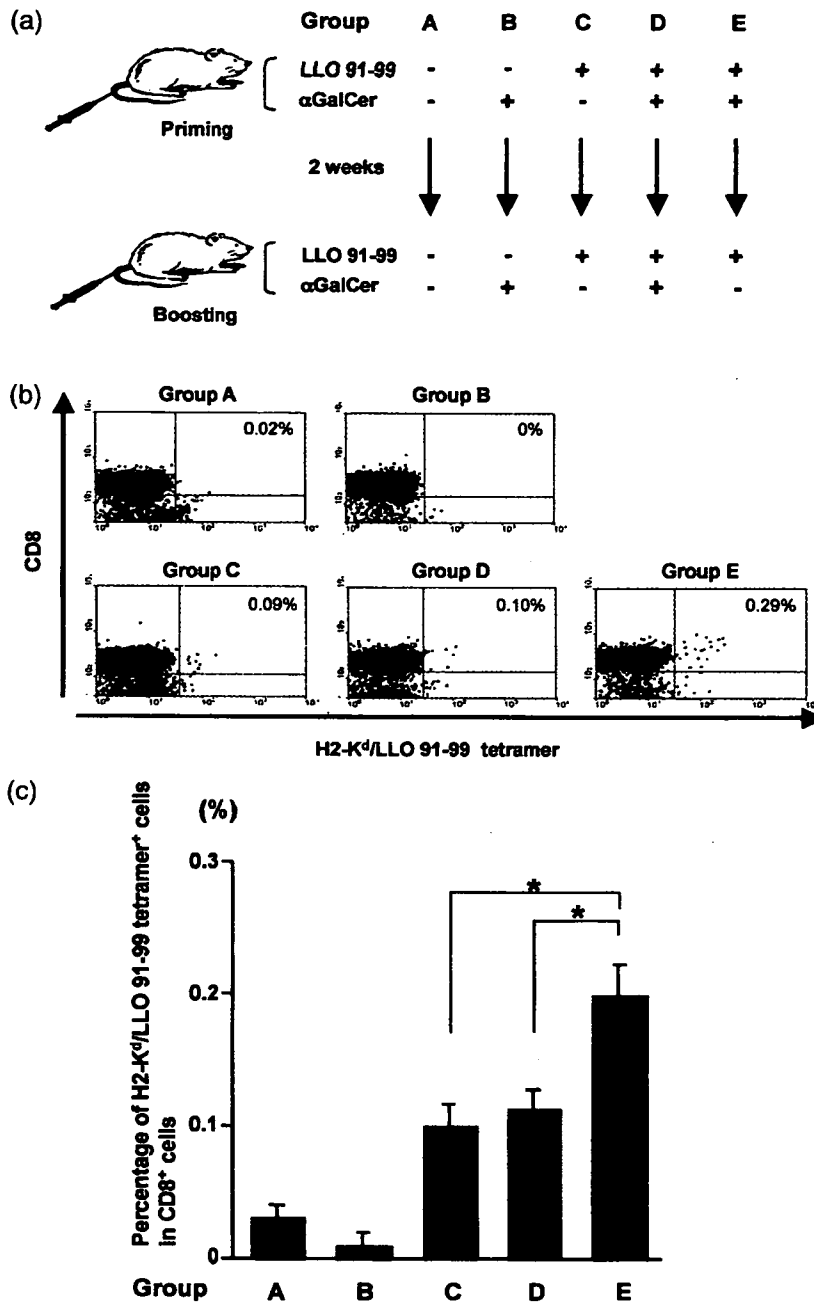 (a)
Group A B C D E
LLO 91-99 - - + + +
αGalCer - + - + +
Priming
2 weeks
LLO 91-99 - - + + +
αGalCer - + - + -
Boosting
(b)
Group A
0.02%
Group B
0%
Group C
0.09%
Group D
0.10%
Group E
0.29%
CD8
H2-Kᵈ/LLO 91-99 tetramer
(c)
(%)
0.3
0.2
0.1
0
Percentage of H2-Kᵈ/LLO 91-99 tetramer⁺ cells
in CD8⁺ cells
*
*
Group A B C D E